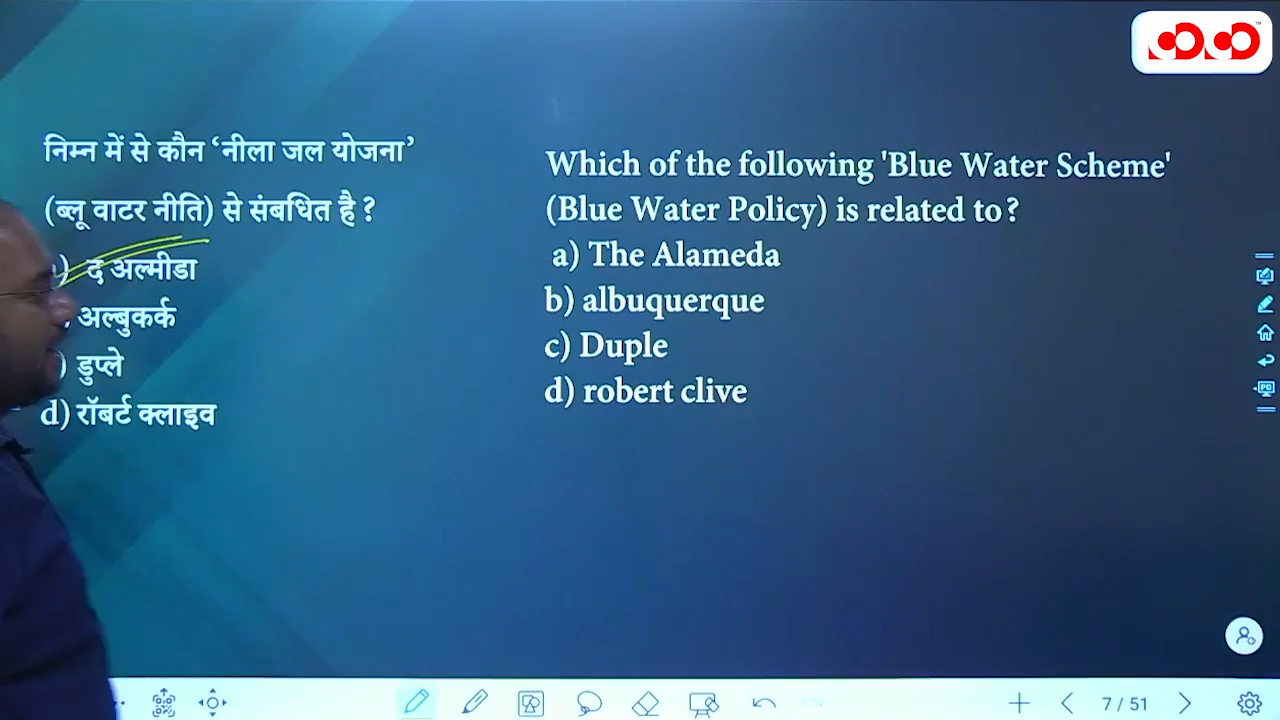 निम्न में से कौन ‘नीला जल योजना’
(ब्लू वाटर नीति) से संबधित है ?
) द अल्मीडा
अल्बुकर्क
) डुप्ले
d) रॉबर्ट क्लाइव
Which of the following 'Blue Water Scheme'
(Blue Water Policy) is related to?
a) The Alameda
b) albuquerque
c) Duple
d) robert clive
7 / 51